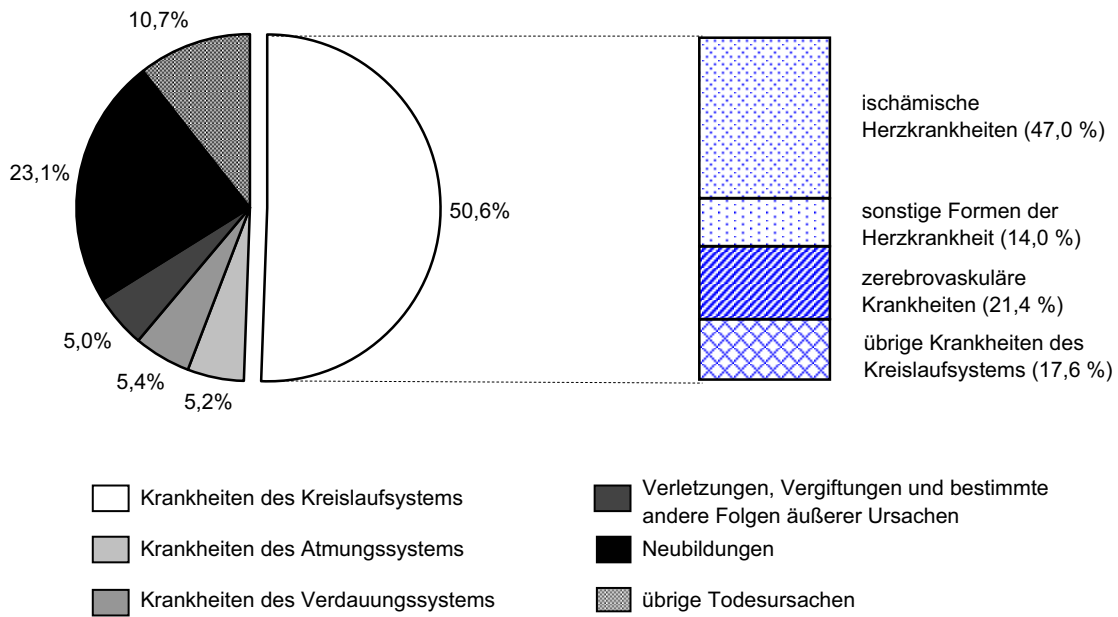 10,7%
23,1%
50,6%
5,0%
5,4%
5,2%
ischämische
Herzkrankheiten (47,0 %)
sonstige Formen der
Herzkrankheit (14,0 %)
zerebrovaskuläre
Krankheiten (21,4 %)
übrige Krankheiten des
Kreislaufsystems (17,6 %)
Krankheiten des Kreislaufsystems
Krankheiten des Atmungssystems
Krankheiten des Verdauungssystems
Verletzungen, Vergiftungen und bestimmte
andere Folgen äußerer Ursachen
Neubildungen
übrige Todesursachen